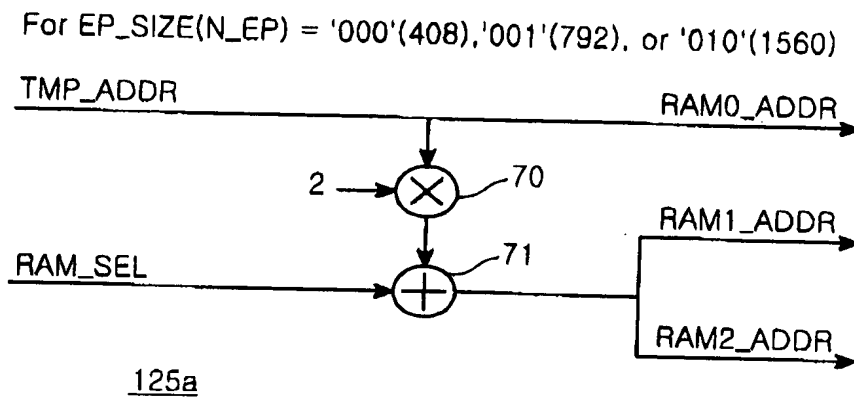 For EP_SIZE(N_EP) = '000'(408),'001'(792), or '010'(1560)
TMP_ADDR
RAM0_ADDR
2
70
RAM1_ADDR
RAM_SEL
71
RAM2_ADDR
125a